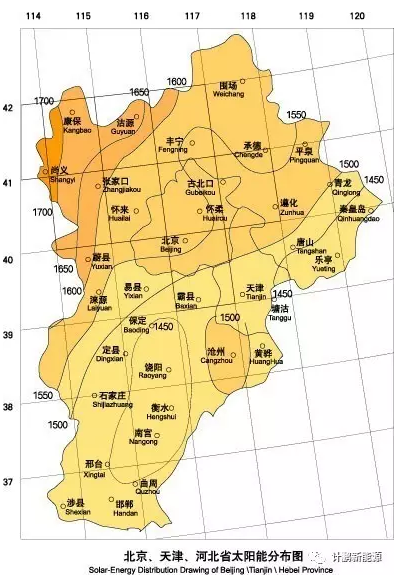 114 115 116 117 118 119 120
1700
1650
1600
围场
Weichang
42
康保
Kangbao
沽源
Guyuan
1550
丰宁
Fengning
承德
Chengde
平泉
Pingquan
1500
1450
尚义
Shangyi
41
张家口
Zhangjiakou
古北口
Gubeikou
青龙
Qinglong
1700
怀来
Huailai
怀柔
Huairou
遵化
Zunhua
秦皇岛
Qinhuangdao
北京
Beijing
唐山
Tangshan
40
蔚县
Yuxian
乐亭
Yueting
1650
1600
涞源
Laiyuan
易县
Yixian
霸县
Baxian
天津
Tianjin
1450
塘沽
Tanggu
39
保定
Baoding
1450
1500
定县
Dingxian
沧州
Cangzhou
黄骅
HuangHua
饶阳
Raoyang
1550
石家庄
Shijiazhuang
38
衡水
Hengshui
1500
南宫
Nangong
邢台
Xingtai
37
曲周
Quzhou
涉县
Shexian
邯郸
Handan
北京、天津、河北省太阳能分布图
Solar-Energy Distribution Drawing of Beijing \Tianjin \ Hebei Province
计鹏新能源